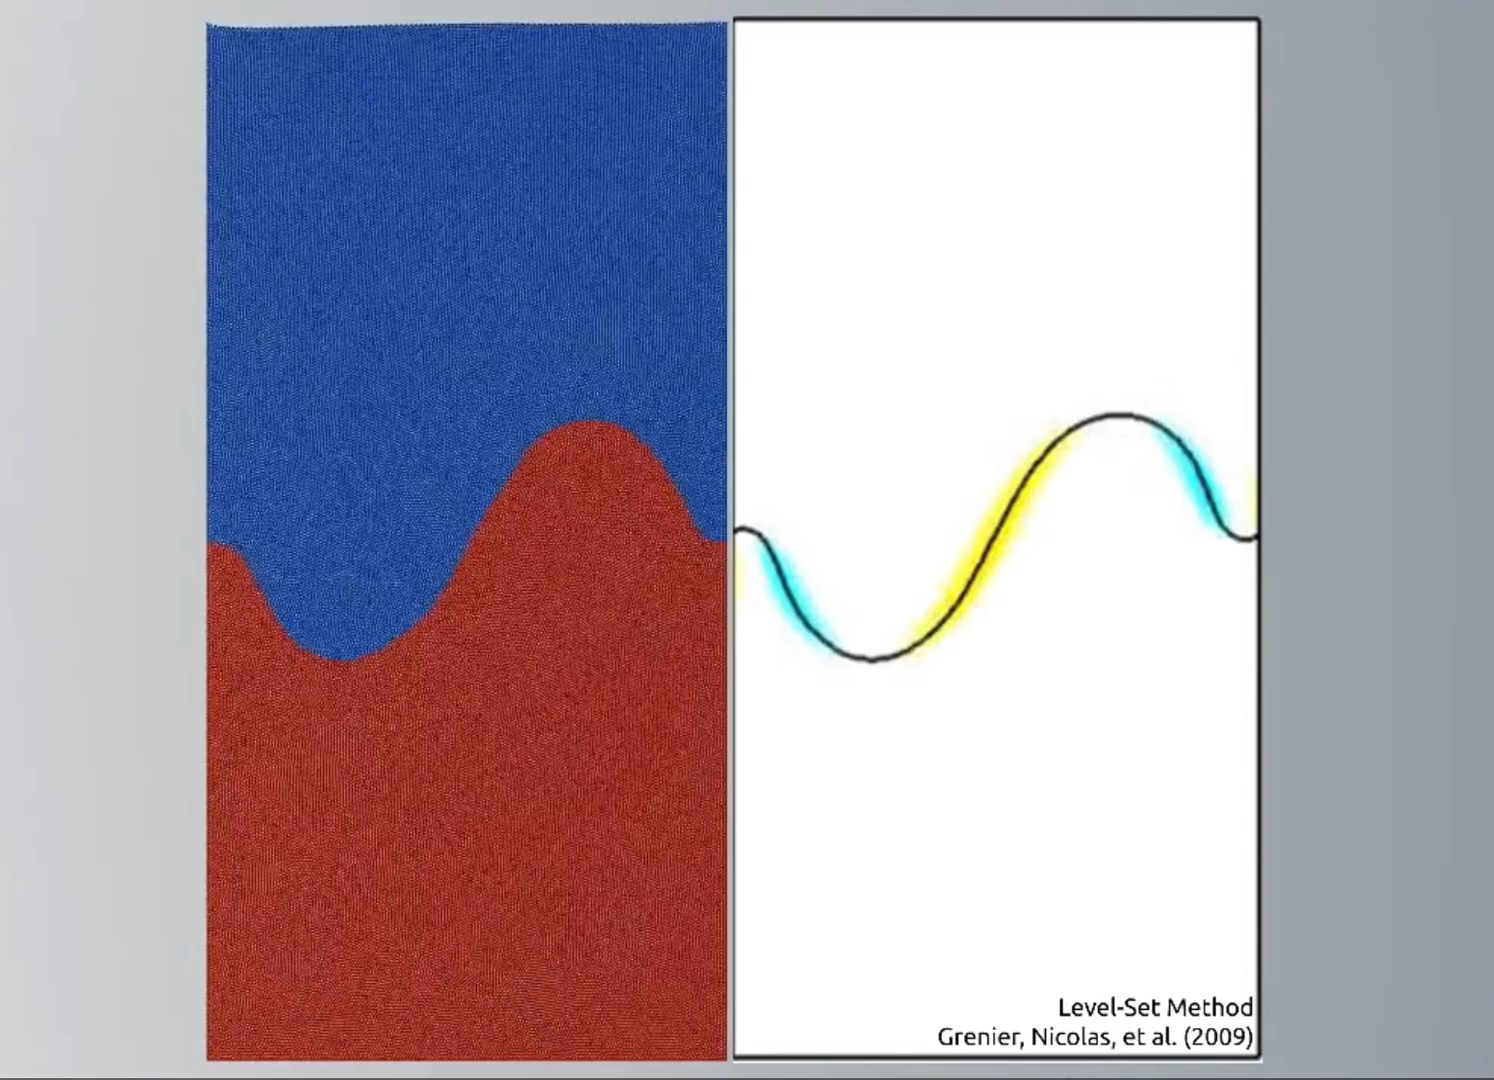 Level-Set Method
Grenier, Nicolas, et al. (2009)